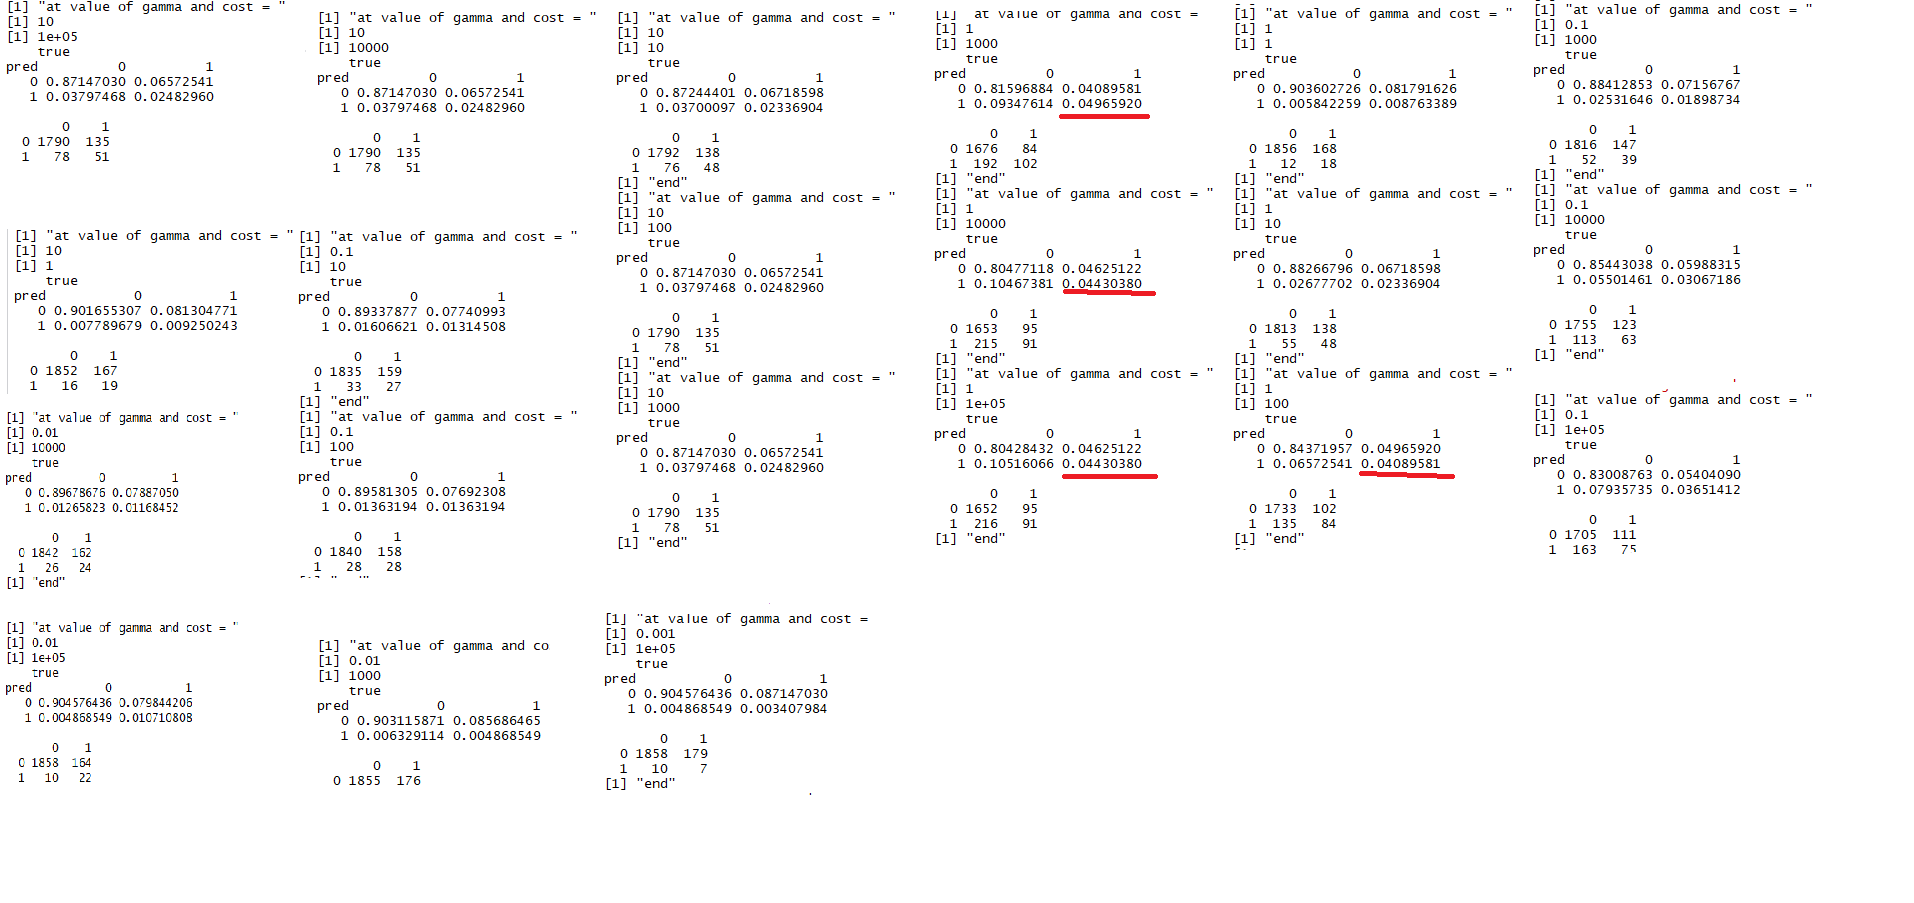 [1] "at value of gamma and cost = "
[1] 10
[1] 1e+05
true
pred 0 1
0 0.87147030 0.06572541
1 0.03797468 0.02482960
0 1
0 1790 135
1 78 51
[1] "at value of gamma and cost = "
[1] 10
[1] 1
true
pred 0 1
0 0.901655307 0.081304771
1 0.007789679 0.009250243
0 1
0 1852 167
1 16 19
[1] "at value of gamma and cost = "
[1] 0.01
[1] 10000
true
pred 0 1
0 0.89678676 0.07887050
1 0.01265823 0.01168452
0 1
0 1842 162
1 26 24
[1] "end"
[1] "at value of gamma and cost = "
[1] 0.01
[1] 1e+05
true
pred 0 1
0 0.904576436 0.079844206
1 0.004868549 0.010710808
0 1
0 1858 164
1 10 22
[1] "at value of gamma and cost = "
[1] 10
[1] 10000
true
pred 0 1
0 0.87147030 0.06572541
1 0.03797468 0.02482960
0 1
0 1790 135
1 78 51
[1] "at value of gamma and cost = "
[1] 0.1
[1] 10
true
pred 0 1
0 0.89337877 0.07740993
1 0.01606621 0.01314508
0 1
0 1835 159
1 33 27
[1] "end"
[1] "at value of gamma and cost = "
[1] 0.1
[1] 100
true
pred 0 1
0 0.89581305 0.07692308
1 0.01363194 0.01363194
0 1
0 1840 158
1 28 28
[1] "at value of gamma and co
[1] 0.01
[1] 1000
true
pred 0 1
0 0.903115871 0.085686465
1 0.006329114 0.004868549
0 1
0 1855 176
[1] "at value of gamma and cost = "
[1] 10
[1] 10
true
pred 0 1
0 0.87244401 0.06718598
1 0.03700097 0.02336904
0 1
0 1792 138
1 76 48
[1] "end"
[1] "at value of gamma and cost = "
[1] 10
[1] 100
true
pred 0 1
0 0.87147030 0.06572541
1 0.03797468 0.02482960
0 1
0 1790 135
1 78 51
[1] "end"
[1] "at value of gamma and cost = "
[1] 10
[1] 1000
true
pred 0 1
0 0.87147030 0.06572541
1 0.03797468 0.02482960
0 1
0 1790 135
1 78 51
[1] "end"
[1] "at value of gamma and cost =
[1] 0.001
[1] 1e+05
true
pred 0 1
0 0.904576436 0.087147030
1 0.004868549 0.003407984
0 1
0 1858 179
1 10 7
[1] "end"
[1] "at value of gamma and cost = "
[1] 1
[1] 1000
true
pred 0 1
0 0.81596884 0.04089581
1 0.09347614 0.04965920
0 1
0 1676 84
1 192 102
[1] "end"
[1] "at value of gamma and cost = "
[1] 1
[1] 10000
true
pred 0 1
0 0.80477118 0.04625122
1 0.10467381 0.04430380
0 1
0 1653 95
1 215 91
[1] "end"
[1] "at value of gamma and cost = "
[1] 1
[1] 1e+05
true
pred 0 1
0 0.80428432 0.04625122
1 0.10516066 0.04430380
0 1
0 1652 95
1 216 91
[1] "end"
[1] "at value of gamma and cost = "
[1] 1
[1] 1
true
pred 0 1
0 0.903602726 0.081791626
1 0.005842259 0.008763389
0 1
0 1856 168
1 12 18
[1] "end"
[1] "at value of gamma and cost = "
[1] 1
[1] 10
true
pred 0 1
0 0.88266796 0.06718598
1 0.02677702 0.02336904
0 1
0 1813 138
1 55 48
[1] "end"
[1] "at value of gamma and cost = "
[1] 1
[1] 100
true
pred 0 1
0 0.84371957 0.04965920
1 0.06572541 0.04089581
0 1
0 1733 102
1 135 84
[1] "end"
[1] "at value of gamma and cost = "
[1] 0.1
[1] 1000
true
pred 0 1
0 0.88412853 0.07156767
1 0.02531646 0.01898734
0 1
0 1816 147
1 52 39
[1] "end"
[1] "at value of gamma and cost = "
[1] 0.1
[1] 10000
true
pred 0 1
0 0.85443038 0.05988315
1 0.05501461 0.03067186
0 1
0 1755 123
1 113 63
[1] "end"
[1] "at value of gamma and cost = "
[1] 0.1
[1] 1e+05
true
pred 0 1
0 0.83008763 0.05404090
1 0.07935735 0.03651412
0 1
0 1705 111
1 163 75